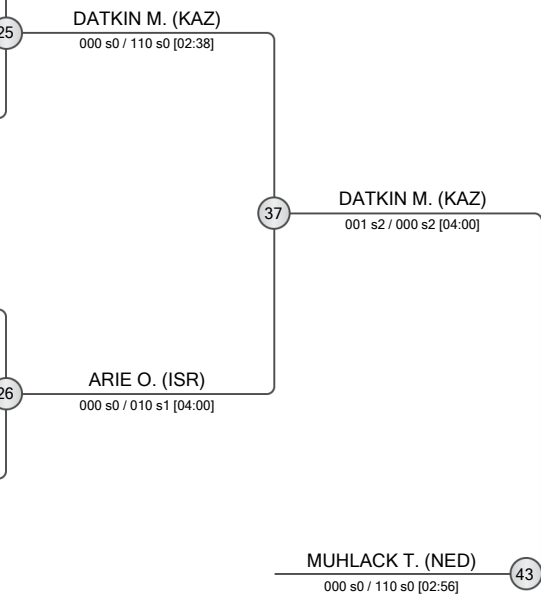 25
DATKIN M. (KAZ)
000 s0 / 110 s0 [02:38]
37
DATKIN M. (KAZ)
001 s2 / 000 s2 [04:00]
26
ARIE O. (ISR)
000 s0 / 010 s1 [04:00]
MUHLACK T. (NED)
000 s0 / 110 s0 [02:56]
43